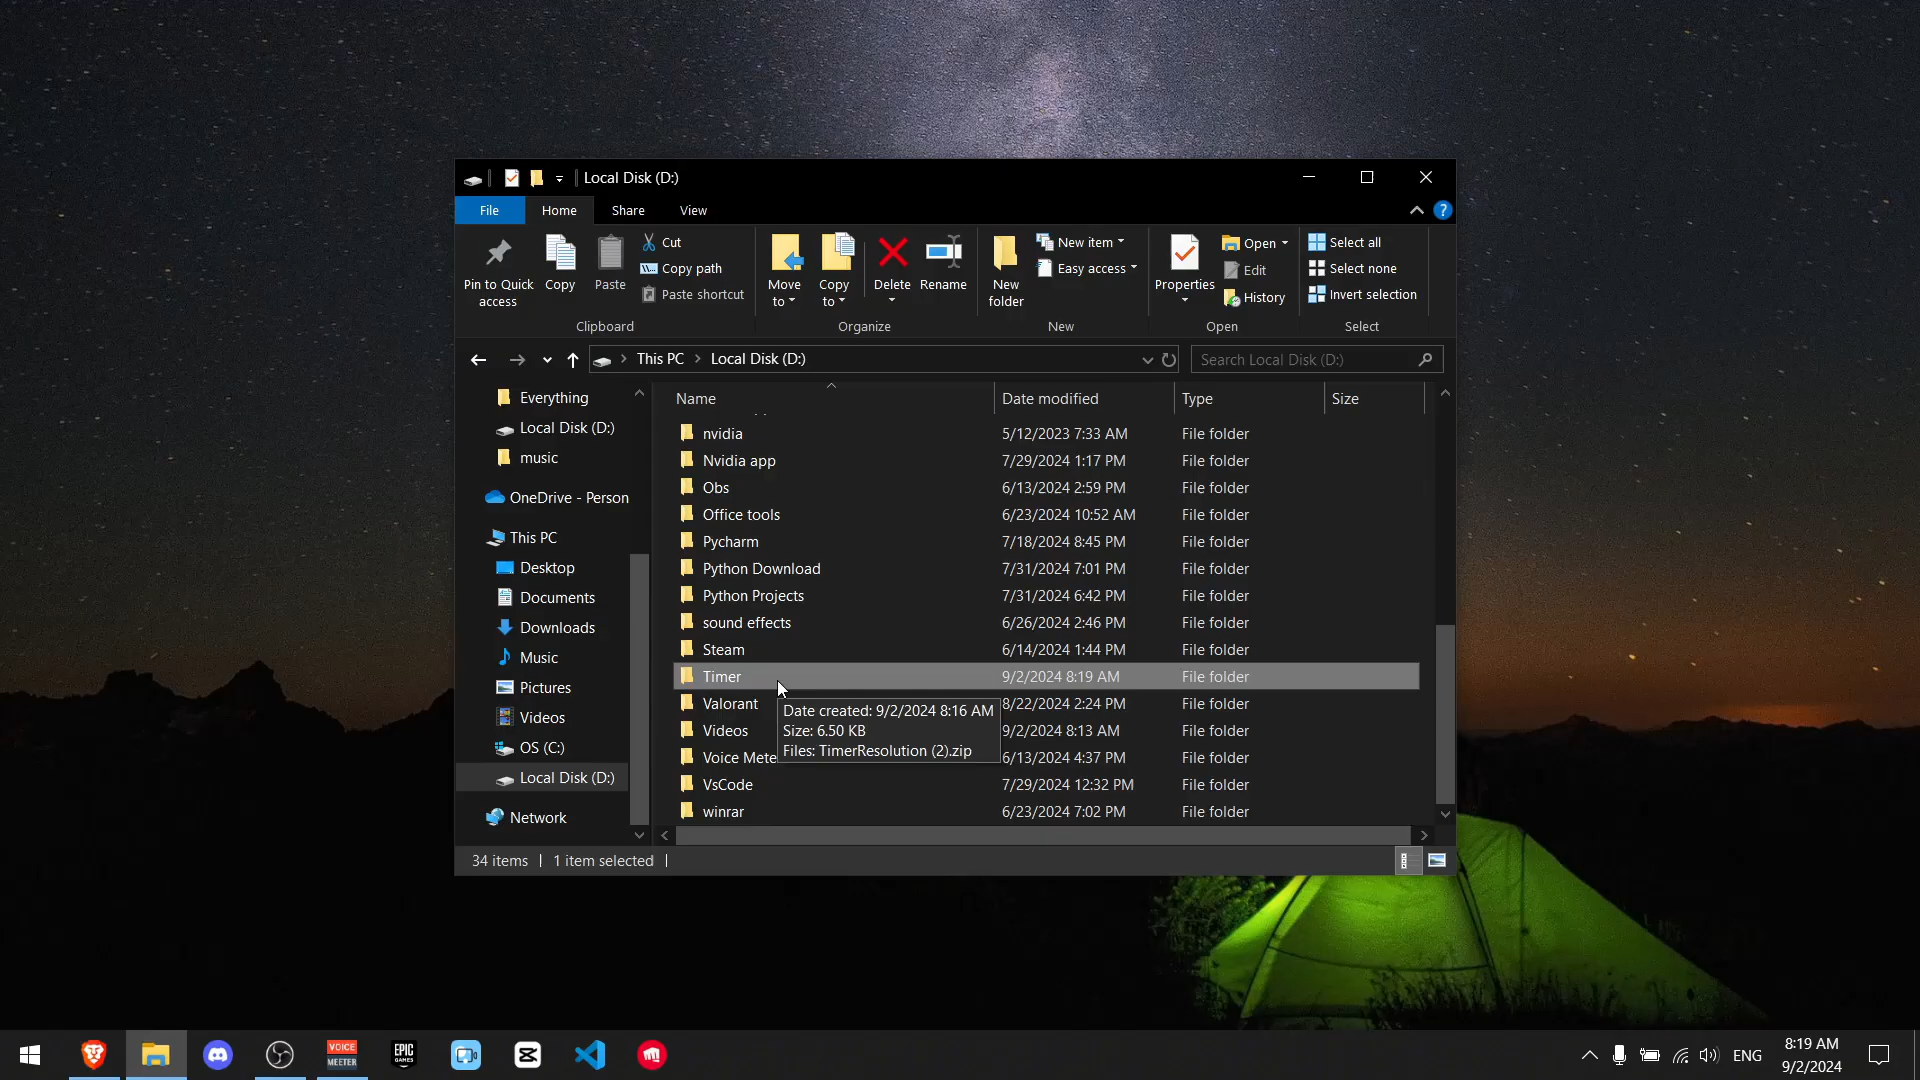 Local Disk (D:)
File Home Share View
?
Pin to Quick access
Copy
Paste
Cut
Copy path
Paste shortcut
Clipboard
Move to
Copy to
Delete
Rename
Organize
New folder
New item
Easy access
New
Properties
Open
Edit
History
Open
Select all
Select none
Invert selection
Select
This PC Local Disk (D:)
Search Local Disk (D:)
Everything
Local Disk (D:)
music
OneDrive - Person
This PC
Desktop
Documents
Downloads
Music
Pictures
Videos
OS (C:)
Local Disk (D:)
Network
Name Date modified Type Size
nvidia 5/12/2023 7:33 AM File folder
Nvidia app 7/29/2024 1:17 PM File folder
Obs 6/13/2024 2:59 PM File folder
Office tools 6/23/2024 10:52 AM File folder
Pycharm 7/18/2024 8:45 PM File folder
Python Download 7/31/2024 7:01 PM File folder
Python Projects 7/31/2024 6:42 PM File folder
sound effects 6/26/2024 2:46 PM File folder
Steam 6/14/2024 1:44 PM File folder
Timer 9/2/2024 8:19 AM File folder
Valorant 8/22/2024 2:24 PM File folder
Videos 9/2/2024 8:13 AM File folder
Voice Mete 6/13/2024 4:37 PM File folder
VsCode 7/29/2024 12:32 PM File folder
winrar 6/23/2024 7:02 PM File folder
Date created: 9/2/2024 8:16 AM
Size: 6.50 KB
Files: TimerResolution (2).zip
34 items 1 item selected
VOICE
MEETER
EPIC
GAMES
ENG
8:19 AM
9/2/2024